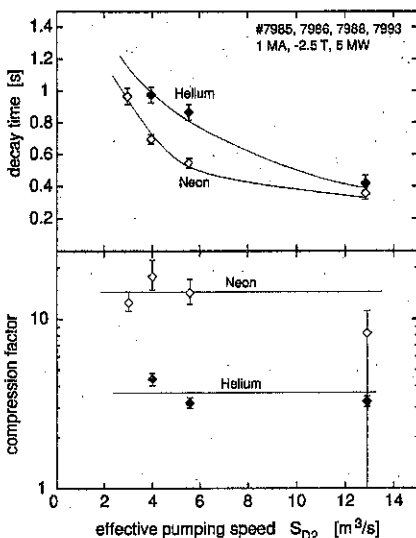 #7985, 7986, 7988, 7993
1 MA, -2.5 T, 5 MW
decay time [s]
1.4
1.2
1
0.8
0.6
0.4
0.2
Helium
Neon
compression factor
10
1
Neon
Helium
0 2 4 6 8 10 12 14
effective pumping speed S_D2 [m³/s]